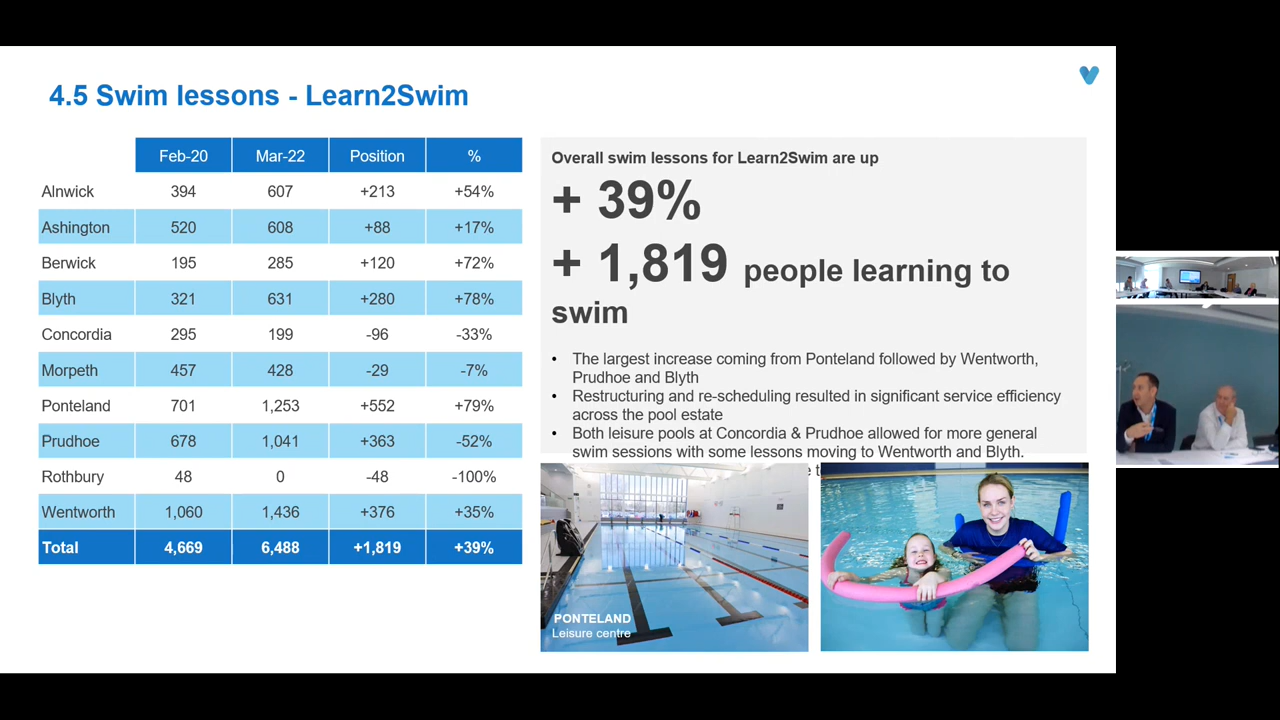 4.5 Swim lessons - Learn2Swim
Feb-20 Mar-22 Position %
Alnwick 394 607 +213 +54%
Ashington 520 608 +88 +17%
Berwick 195 285 +120 +72%
Blyth 321 631 +280 +78%
Concordia 295 199 -96 -33%
Morpeth 457 428 -29 -7%
Ponteland 701 1,253 +552 +79%
Prudhoe 678 1,041 +363 -52%
Rothbury 48 0 -48 -100%
Wentworth 1,060 1,436 +376 +35%
Total 4,669 6,488 +1,819 +39%
Overall swim lessons for Learn2Swim are up
+ 39%
+ 1,819 people learning to
swim
• The largest increase coming from Ponteland followed by Wentworth,
Prudhoe and Blyth
• Restructuring and re-scheduling resulted in significant service efficiency
across the pool estate
• Both leisure pools at Concordia & Prudhoe allowed for more general
swim sessions with some lessons moving to Wentworth and Blyth.
PONTELAND
Leisure centre